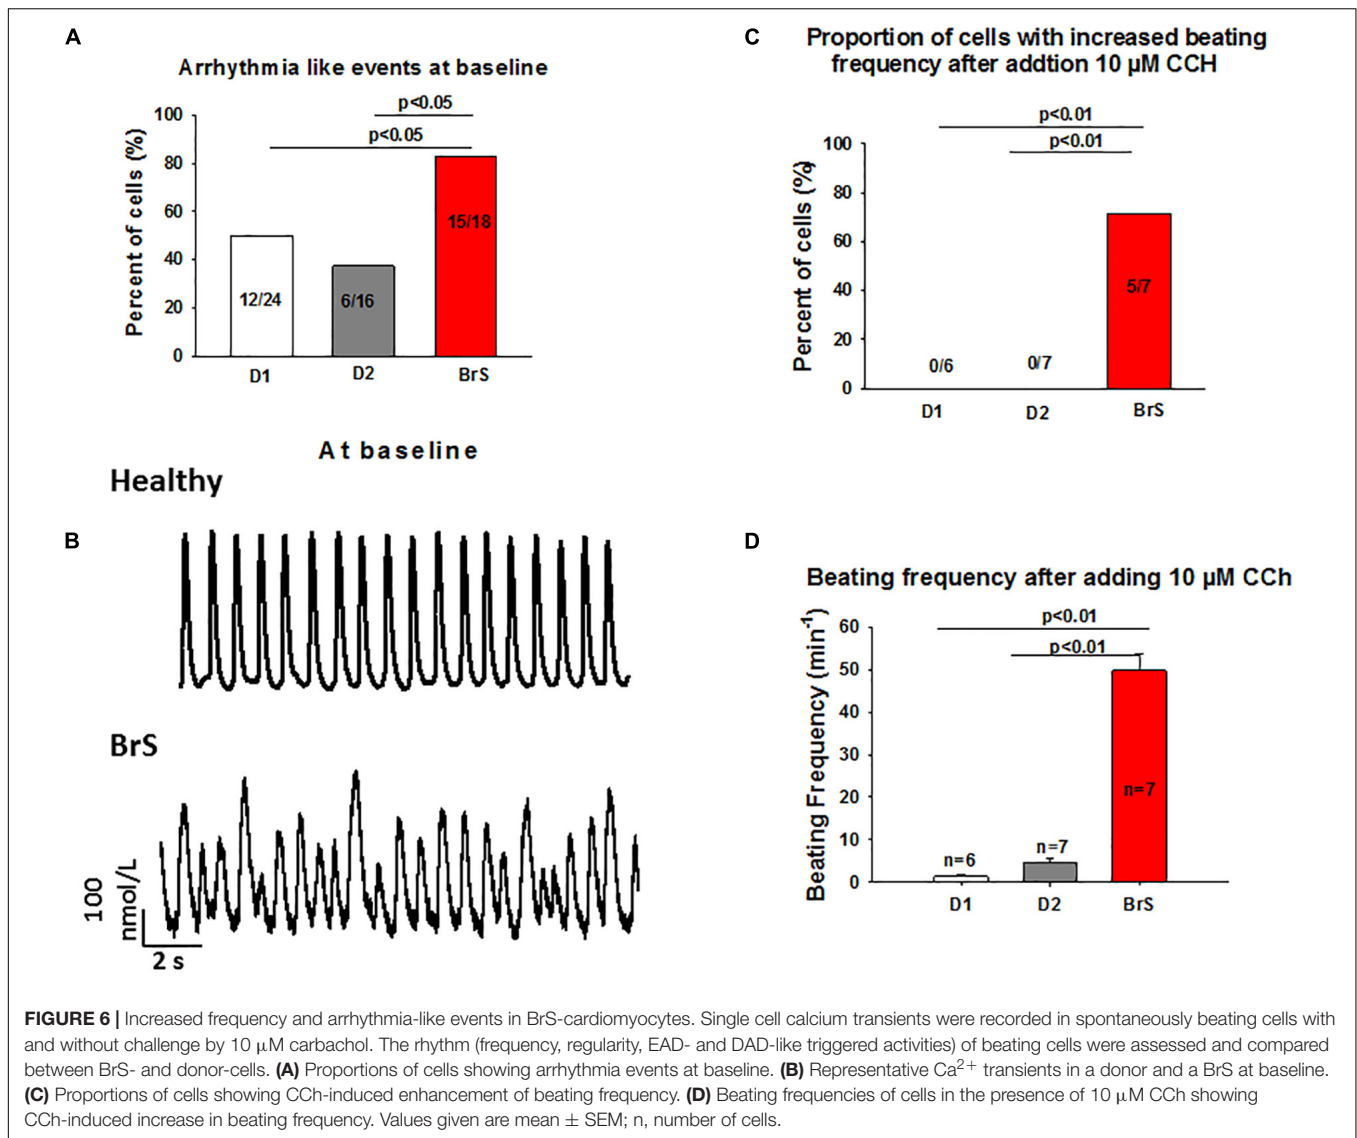 A
Arrhythmia like events at baseline
p<0.05
p<0.05
Percent of cells (%)
100
80
60
40
20
0
12/24
6/16
15/18
D1
D2
BrS
C
Proportion of cells with increased beating
frequency after addtion 10 µM CCH
p<0.01
p<0.01
Percent of cells (%)
100
80
60
40
20
0
0/6
0/7
5/7
D1
D2
BrS
At baseline
Healthy
B
BrS
100
nmol/L
2 s
D
Beating frequency after adding 10 µM CCh
p<0.01
p<0.01
Beating Frequency (min⁻¹)
60
50
40
30
20
10
0
n=6
n=7
n=7
D1
D2
BrS
FIGURE 6 | Increased frequency and arrhythmia-like events in BrS-cardiomyocytes. Single cell calcium transients were recorded in spontaneously beating cells with
and without challenge by 10 µM carbachol. The rhythm (frequency, regularity, EAD- and DAD-like triggered activities) of beating cells were assessed and compared
between BrS- and donor-cells. (A) Proportions of cells showing arrhythmia events at baseline. (B) Representative Ca²⁺ transients in a donor and a BrS at baseline.
(C) Proportions of cells showing CCh-induced enhancement of beating frequency. (D) Beating frequencies of cells in the presence of 10 µM CCh showing
CCh-induced increase in beating frequency. Values given are mean ± SEM; n, number of cells.